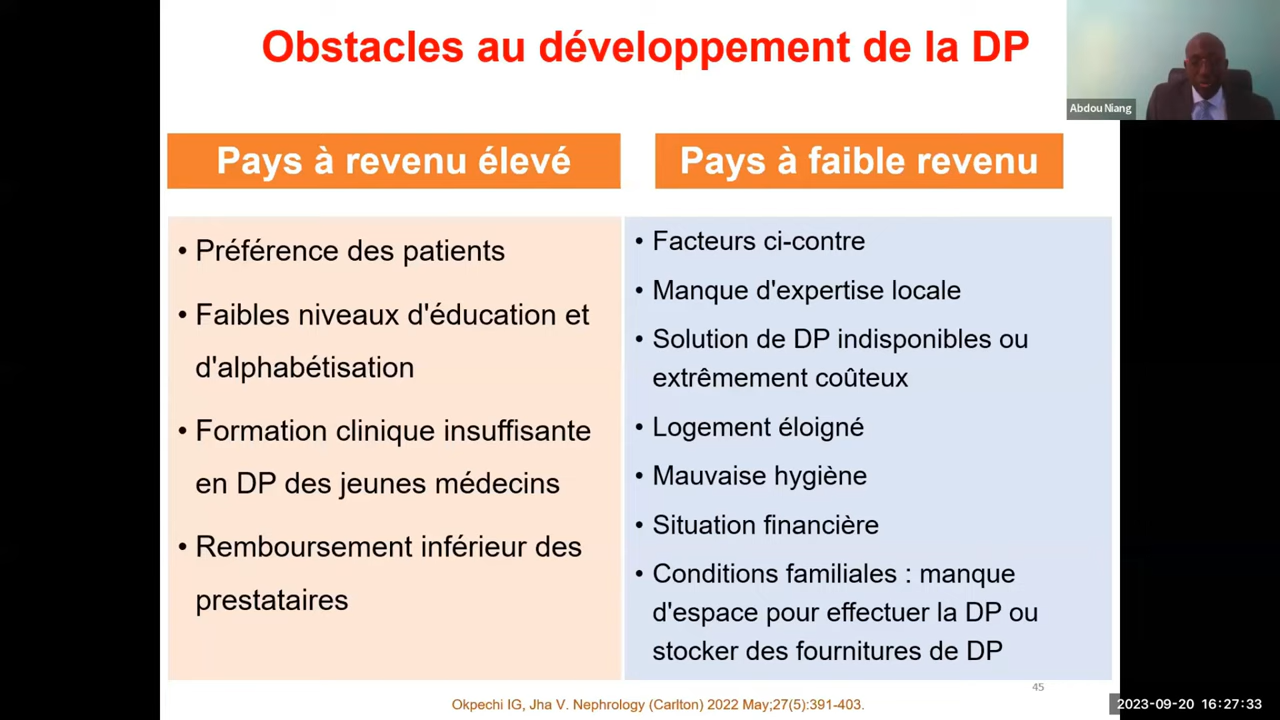 Obstacles au développement de la DP
Abdou Niang
Pays à revenu élevé
• Préférence des patients
• Faibles niveaux d'éducation et
d'alphabétisation
• Formation clinique insuffisante
en DP des jeunes médecins
• Remboursement inférieur des
prestataires
Pays à faible revenu
• Facteurs ci-contre
• Manque d'expertise locale
• Solution de DP indisponibles ou
extrêmement coûteux
• Logement éloigné
• Mauvaise hygiène
• Situation financière
• Conditions familiales : manque
d'espace pour effectuer la DP ou
stocker des fournitures de DP
45
Okpechi IG, Jha V. Nephrology (Carlton) 2022 May;27(5):391-403.
2023-09-20 16:27:33